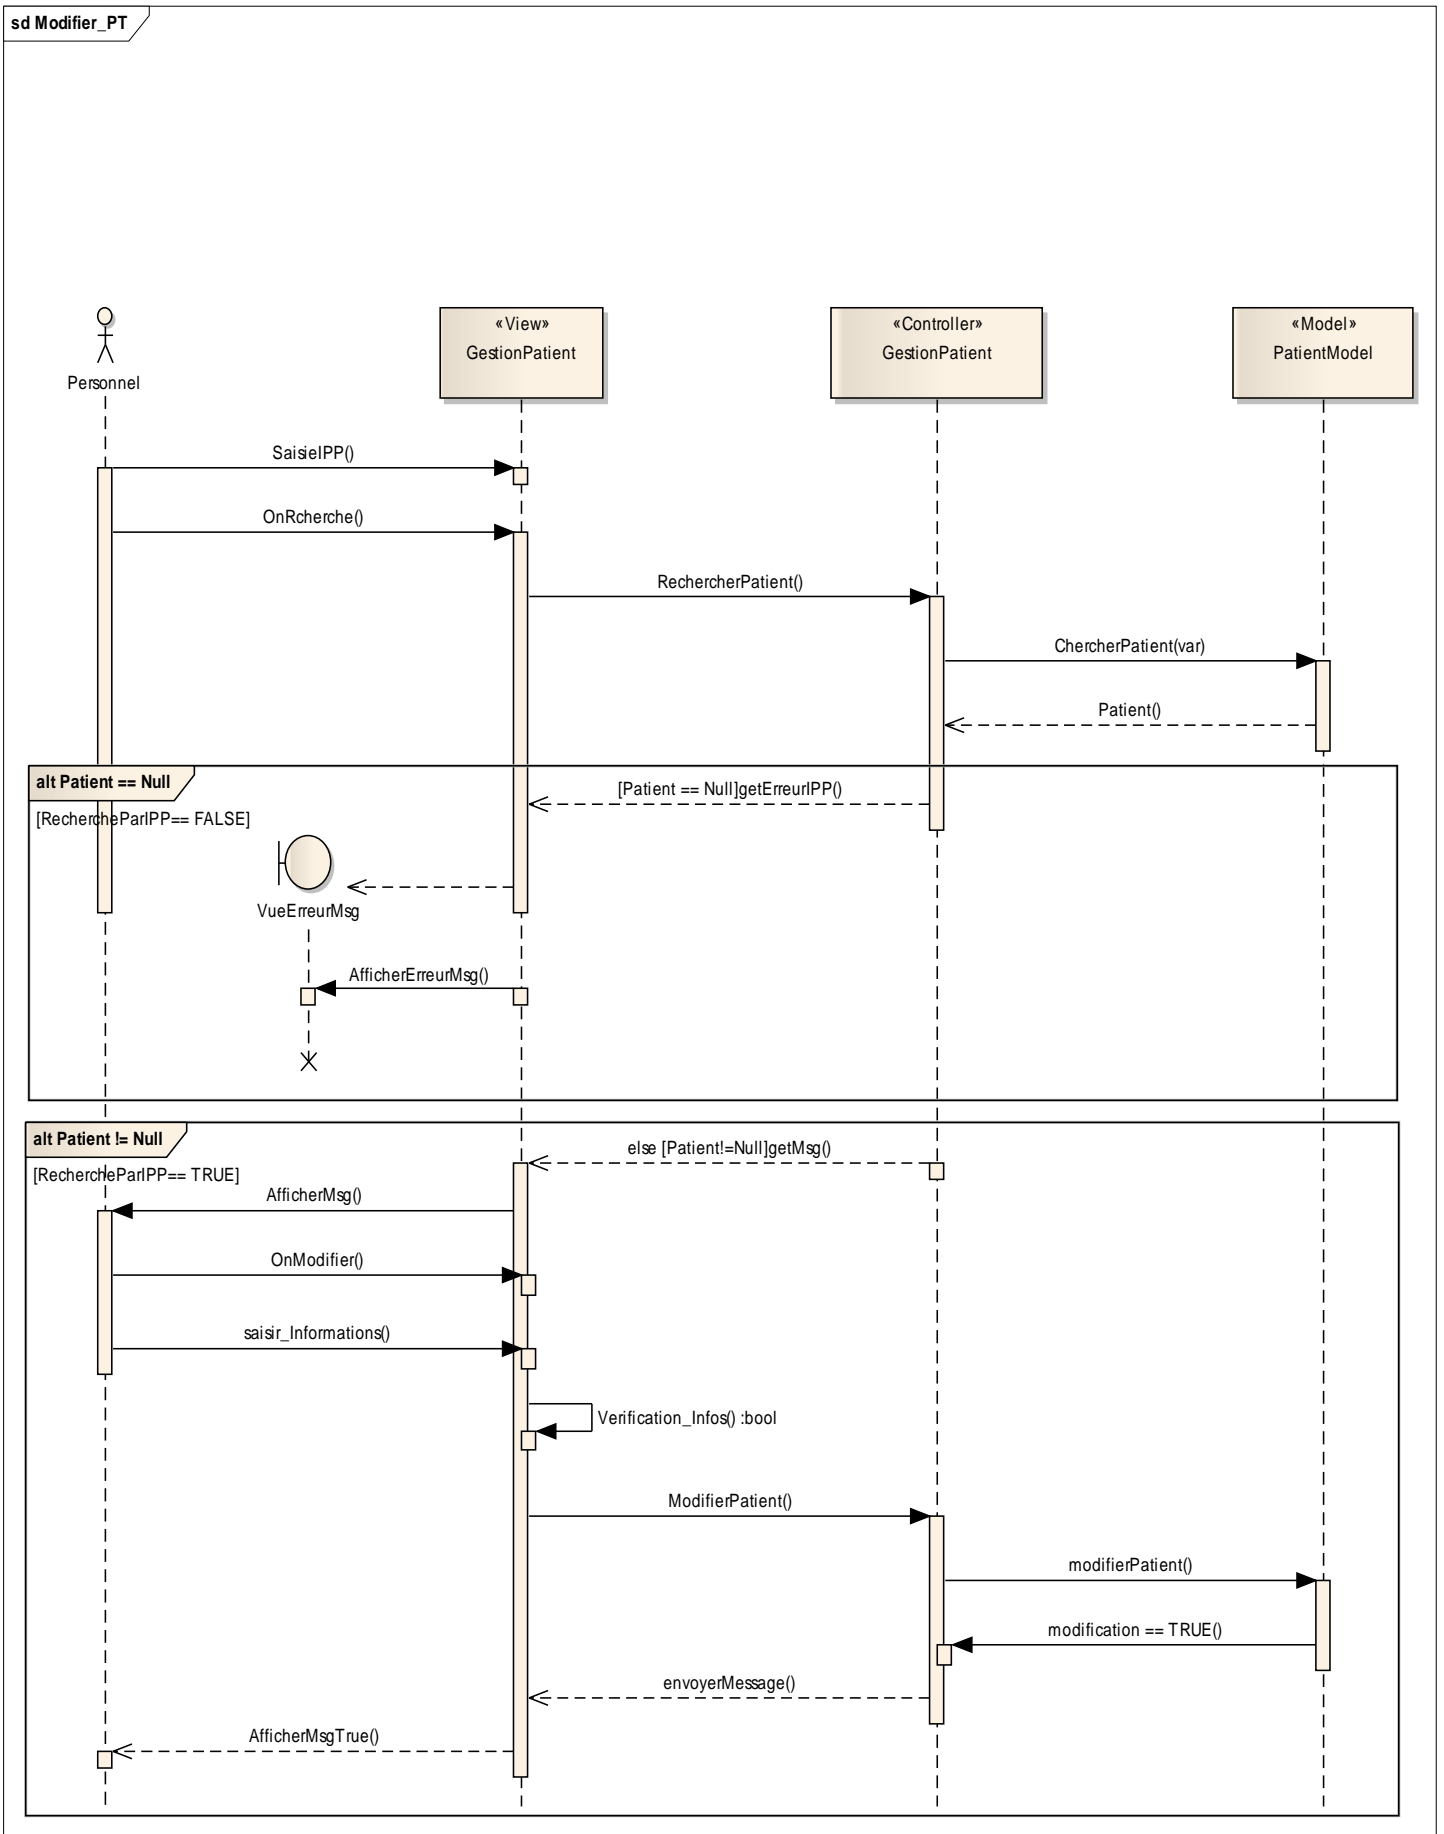 sd Modifier_PT
Personnel
«View»
GestionPatient
«Controller»
GestionPatient
«Model»
PatientModel
SaisieIPP()
OnRcherche()
RechercherPatient()
ChercherPatient(var)
Patient()
alt Patient == Null
[Patient == Null]getErreurIPP()
[RechercheParIPP== FALSE]
VueErreurMsg
AfficherErreurMsg()
alt Patient != Null
else [Patient!=Null]getMsg()
[RechercheParIPP== TRUE]
AfficherMsg()
OnModifier()
saisir_Informations()
Verification_Infos() :bool
ModifierPatient()
modifierPatient()
modification == TRUE()
envoyerMessage()
AfficherMsgTrue()